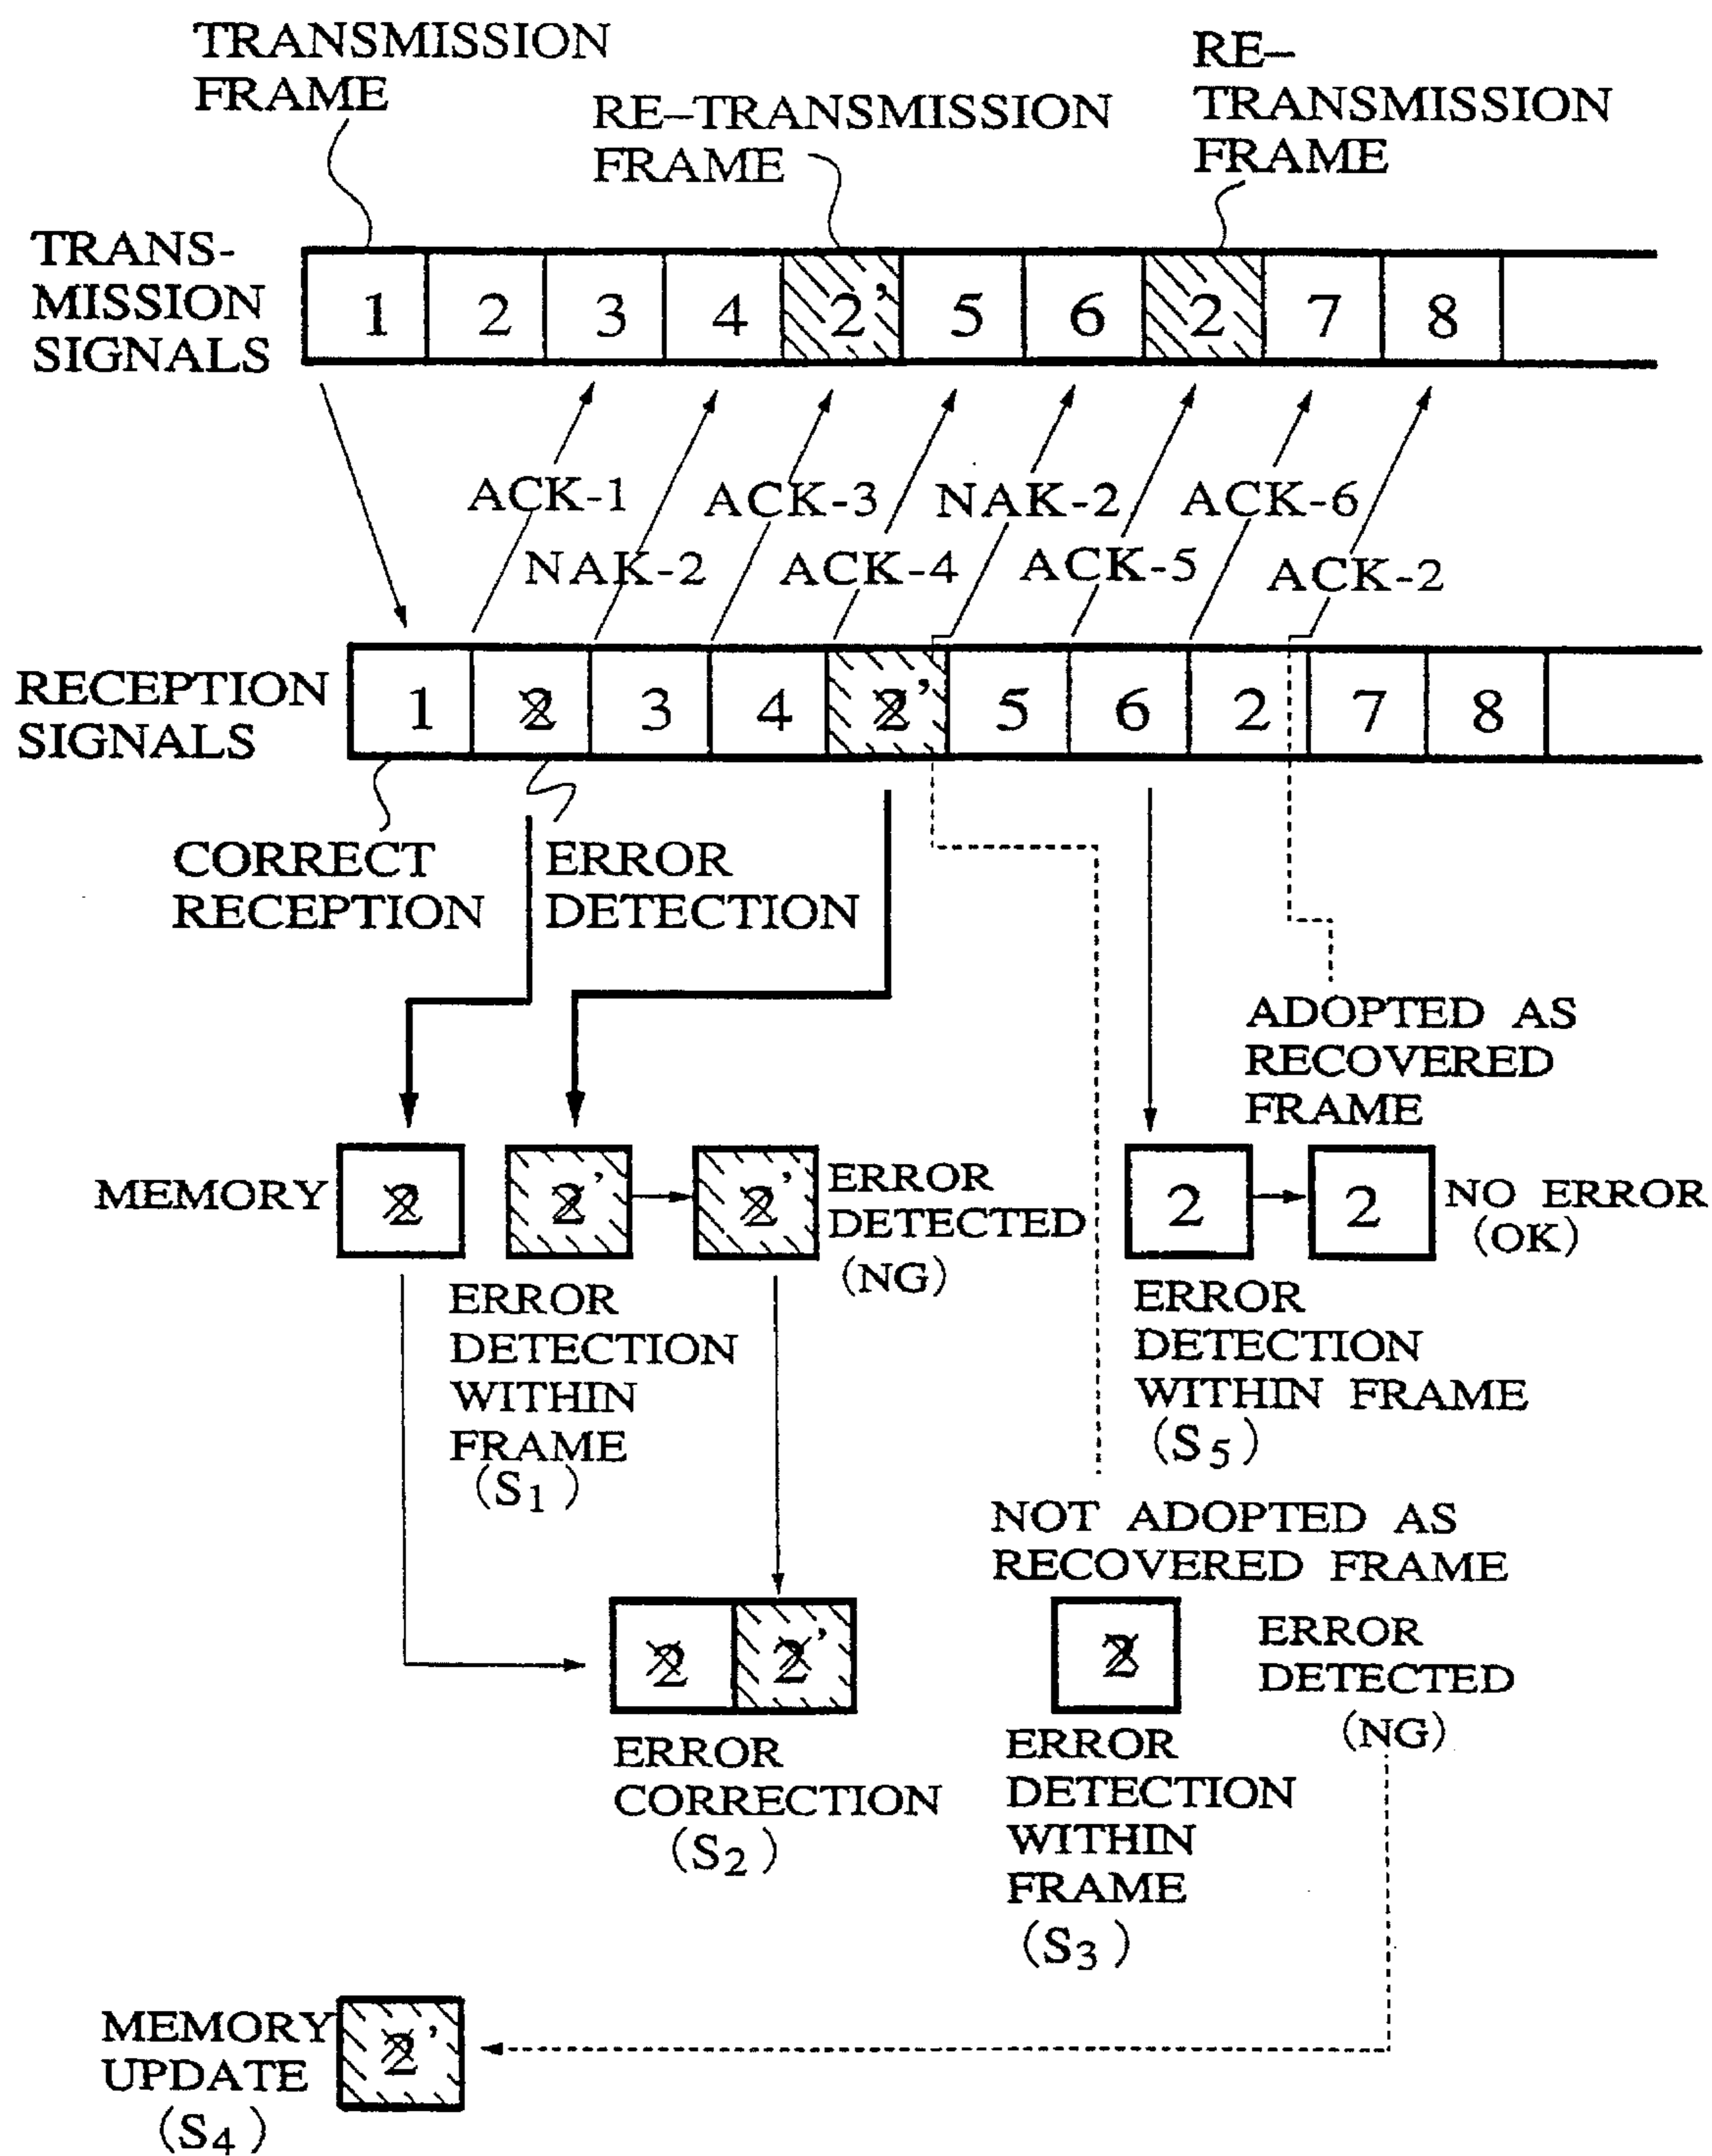 TRANSMISSION
FRAME
RE-TRANSMISSION
FRAME
RE-
TRANSMISSION
FRAME
TRANS-
MISSION
SIGNALS
1 2 3 4 2' 5 6 2 7 8
ACK-1 ACK-3 NAK-2 ACK-6
NAK-2 ACK-4 ACK-5 ACK-2
RECEPTION
SIGNALS
1 2 3 4 2' 5 6 2 7 8
CORRECT
RECEPTION
ERROR
DETECTION
ADOPTED AS
RECOVERED
FRAME
MEMORY
2 2' 2'
ERROR
DETECTED
(NG)
2 2
NO ERROR
(OK)
ERROR
DETECTION
WITHIN
FRAME
(S1)
ERROR
DETECTION
WITHIN FRAME
(S5)
NOT ADOPTED AS
RECOVERED FRAME
2 2'
ERROR
CORRECTION
(S2)
2
ERROR
DETECTED
(NG)
ERROR
DETECTION
WITHIN
FRAME
(S3)
MEMORY
UPDATE
(S4)
2'